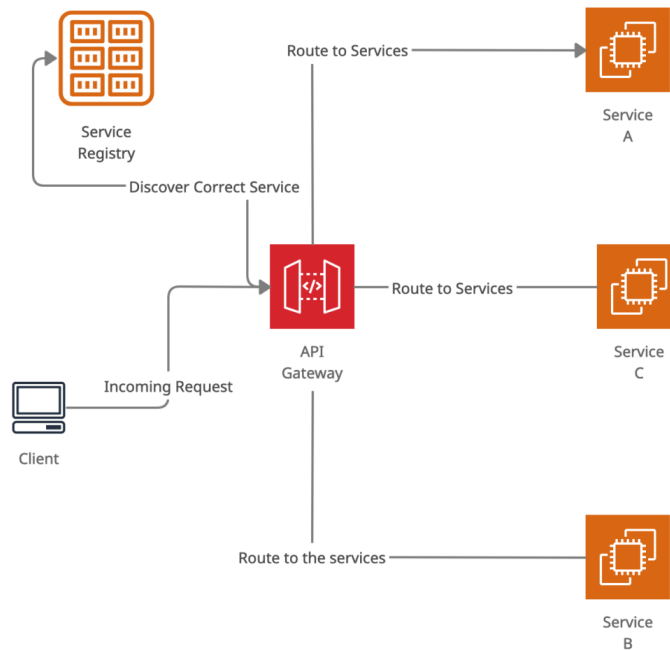 Route to Services
Service
A
Service
Registry
Discover Correct Service
</>
Route to Services
API
Gateway
Service
C
Incoming Request
Client
Route to the services
Service
B